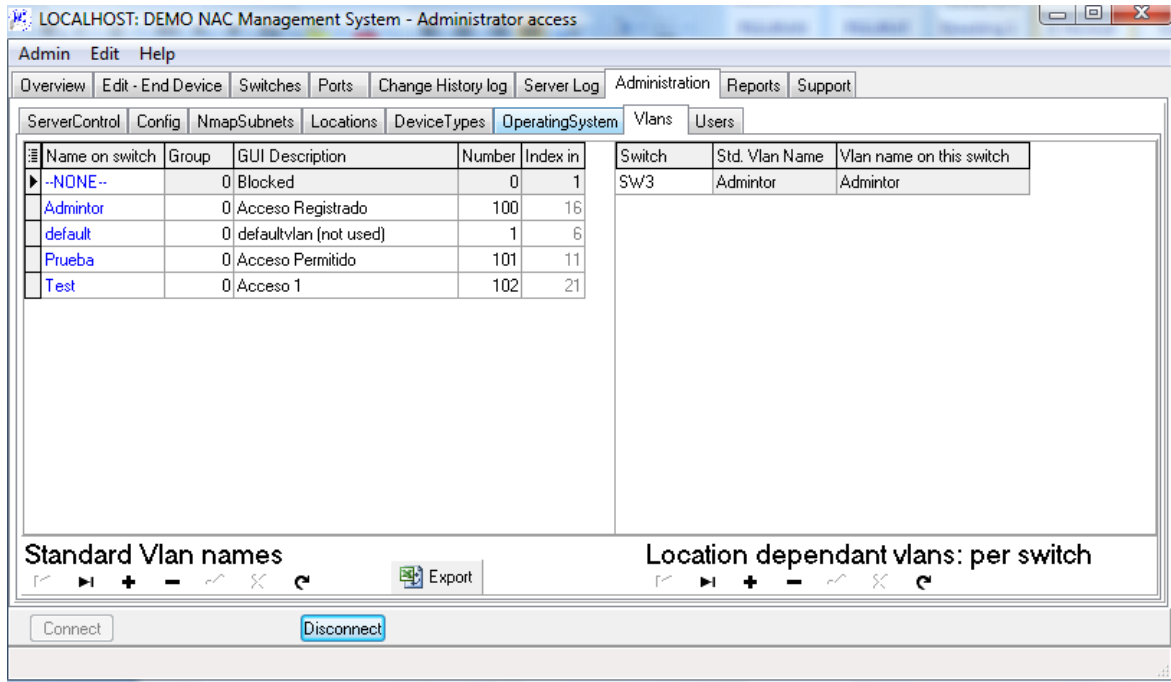 LOCALHOST: DEMO NAC Management System - Administrator access
Admin Edit Help
Overview Edit - End Device Switches Ports Change History log Server Log Administration Reports Support
ServerControl Config NmapSubnets Locations DeviceTypes OperatingSystem Vlans Users
Name on switch Group GUI Description Number Index in Switch Std. Vlan Name Vlan name on this switch
--NONE-- 0 Blocked 0 1 SW3 Admintor Admintor
Admintor 0 Acceso Registrado 100 16
default 0 defaultvlan (not used) 1 6
Prueba 0 Acceso Permitido 101 11
Test 0 Acceso 1 102 21
Standard Vlan names Location dependant vlans: per switch
Export
Connect Disconnect